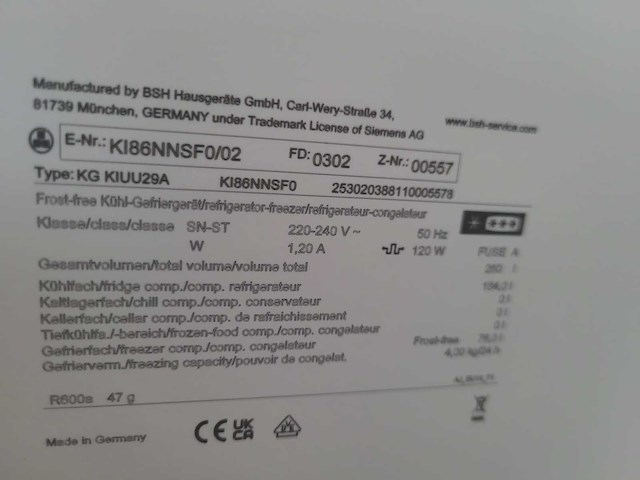 Manufactured by BSH Hausgeräte GmbH, Carl-Wery-Straße 34,
81739 München, GERMANY under Trademark License of Siemens AG
www.bsh-service.com
E-Nr.: KI86NNSF0/02 FD: 0302 Z-Nr.: 00557
Type: KG KIUU29A KI86NNSF0 253020388110005578
Frost-free Kühl-Gefriergerät/refrigerator-freezer/refrigerateur-congelateur
Klasse/class/classe SN-ST 220-240 V ~ 50 Hz
W 1,20 A 120 W FUSE A
Gesamtvolumen/total volume/volume total 260 l
Kühlfach/fridge comp./comp. refrigerateur
Kaltlagerfach/chill comp./comp. conservateur
Kellerfach/cellar comp./comp. de rafraichissement
Tiefkühlfa./-bereich/frozen-food comp./comp. congelateur
Gefrierfach/freezer comp./comp. congelateur Frost-free
Gefrierverm./freezing capacity/pouvoir de congelat.
R600a 47 g
Made in Germany
CE UK CA